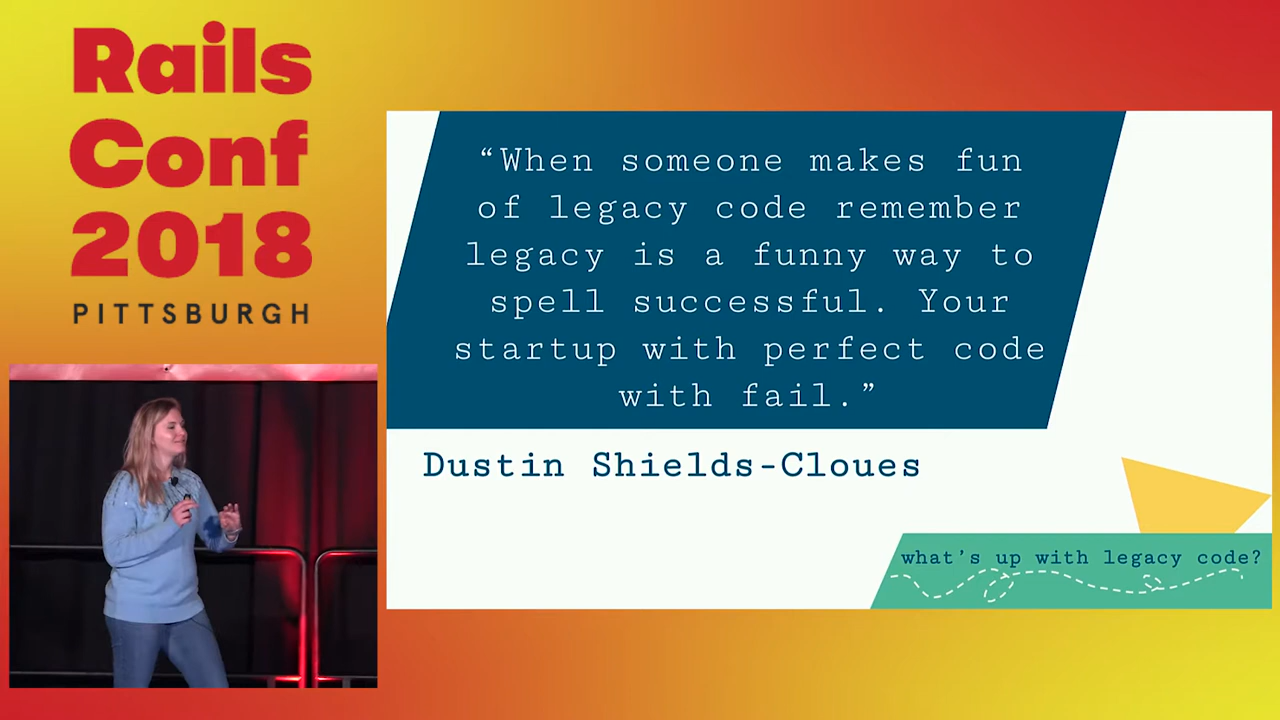 Rails
Conf
2018
PITTSBURGH
“When someone makes fun
of legacy code remember
legacy is a funny way to
spell successful. Your
startup with perfect code
with fail.”
Dustin Shields-Cloues
what's up with legacy code?